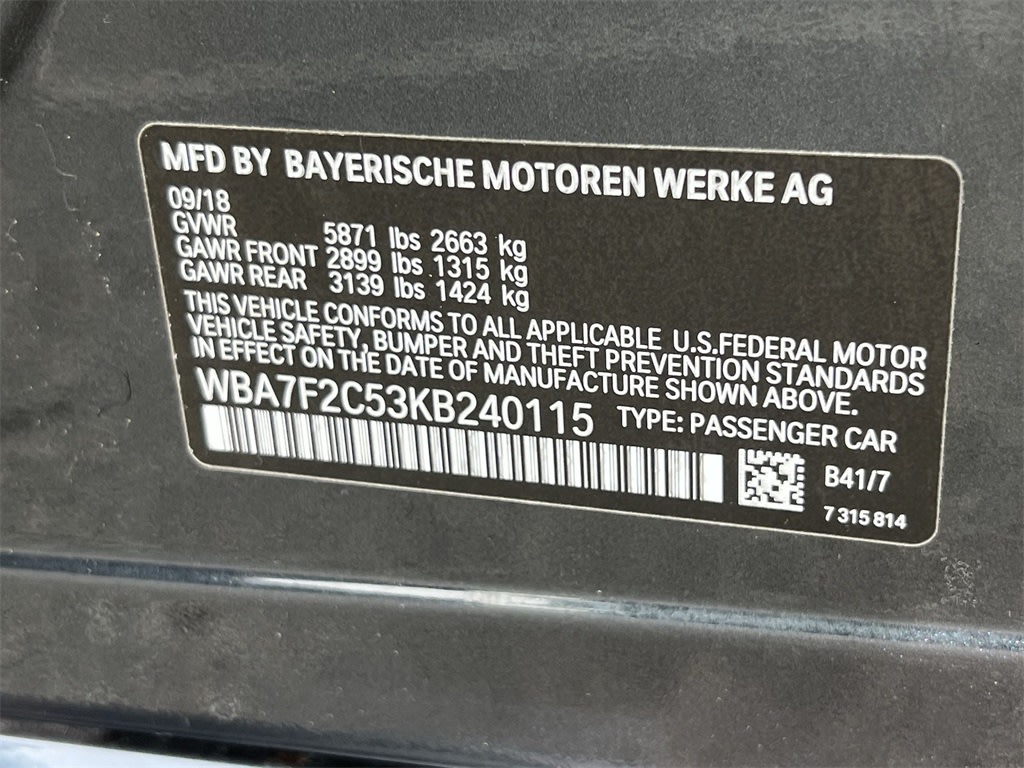 MFD BY BAYERISCHE MOTOREN WERKE AG
09/18
GVWR 5871 lbs 2663 kg
GAWR FRONT 2899 lbs 1315 kg
GAWR REAR 3139 lbs 1424 kg
THIS VEHICLE CONFORMS TO ALL APPLICABLE U.S.FEDERAL MOTOR
VEHICLE SAFETY, BUMPER AND THEFT PREVENTION STANDARDS
IN EFFECT ON THE DATE OF MANUFACTURE SHOWN ABOVE.
WBA7F2C53KB240115 TYPE: PASSENGER CAR
B41/7
7 315 814